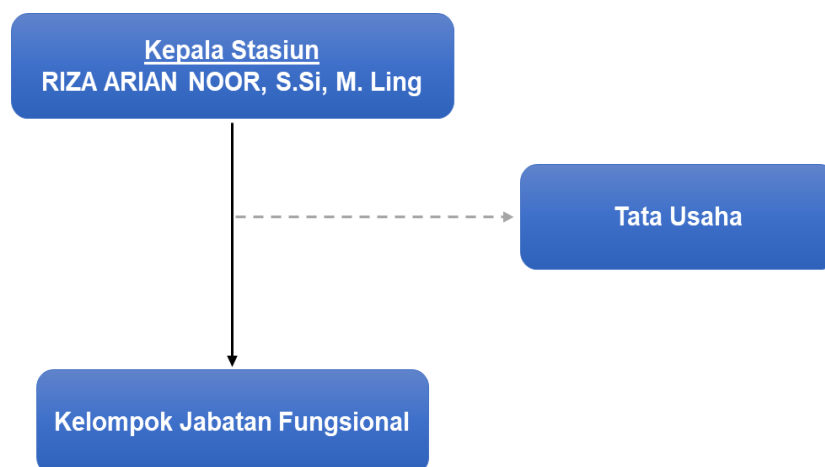 Kepala Stasiun
RIZA ARIAN NOOR, S.Si, M. Ling
Tata Usaha
Kelompok Jabatan Fungsional